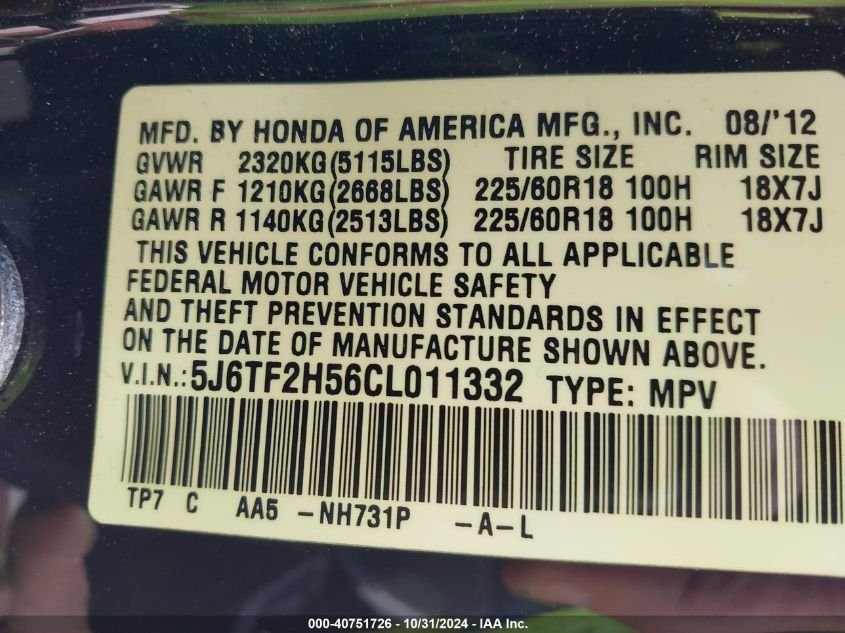 MFD. BY HONDA OF AMERICA MFG., INC. 08/'12
GVWR 2320KG(5115LBS) TIRE SIZE RIM SIZE
GAWR F 1210KG(2668LBS) 225/60R18 100H 18X7J
GAWR R 1140KG(2513LBS) 225/60R18 100H 18X7J
THIS VEHICLE CONFORMS TO ALL APPLICABLE
FEDERAL MOTOR VEHICLE SAFETY
AND THEFT PREVENTION STANDARDS IN EFFECT
ON THE DATE OF MANUFACTURE SHOWN ABOVE.
V.I.N.: 5J6TF2H56CL011332 TYPE: MPV
TP7 C AA5 -NH731P -A-L
000-40751726 - 10/31/2024 - IAA Inc.